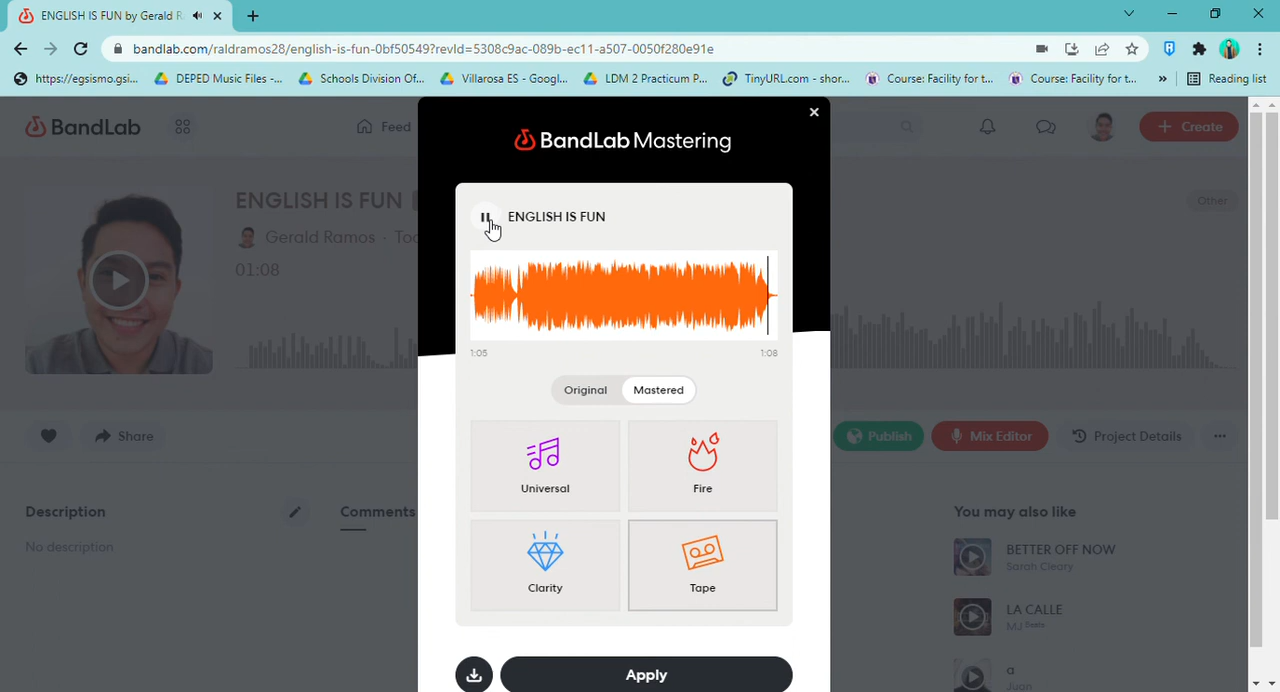 ENGLISH IS FUN by Gerald R
bandlab.com/raldramos28/english-is-fun-0bf50549?revId=5308c9ac-089b-ec11-a507-0050f280e91e
https://egsismo.gsi... DEPED Music Files -... Schools Division Of... Villarosa ES - Googl... LDM 2 Practicum P... TinyURL.com - shor... Course: Facility for t... Course: Facility for t... » Reading list
BandLab Feed Create
BandLab Mastering
ENGLISH IS FUN Other
Gerald Ramos · Tod
01:08
ENGLISH IS FUN
1:05 1:08
Original Mastered
Universal Fire
Clarity Tape
Apply
Share Publish Mix Editor Project Details
Description Comments
No description
You may also like
BETTER OFF NOW
Sarah Cleary
LA CALLE
MJ Beats
a
Juan